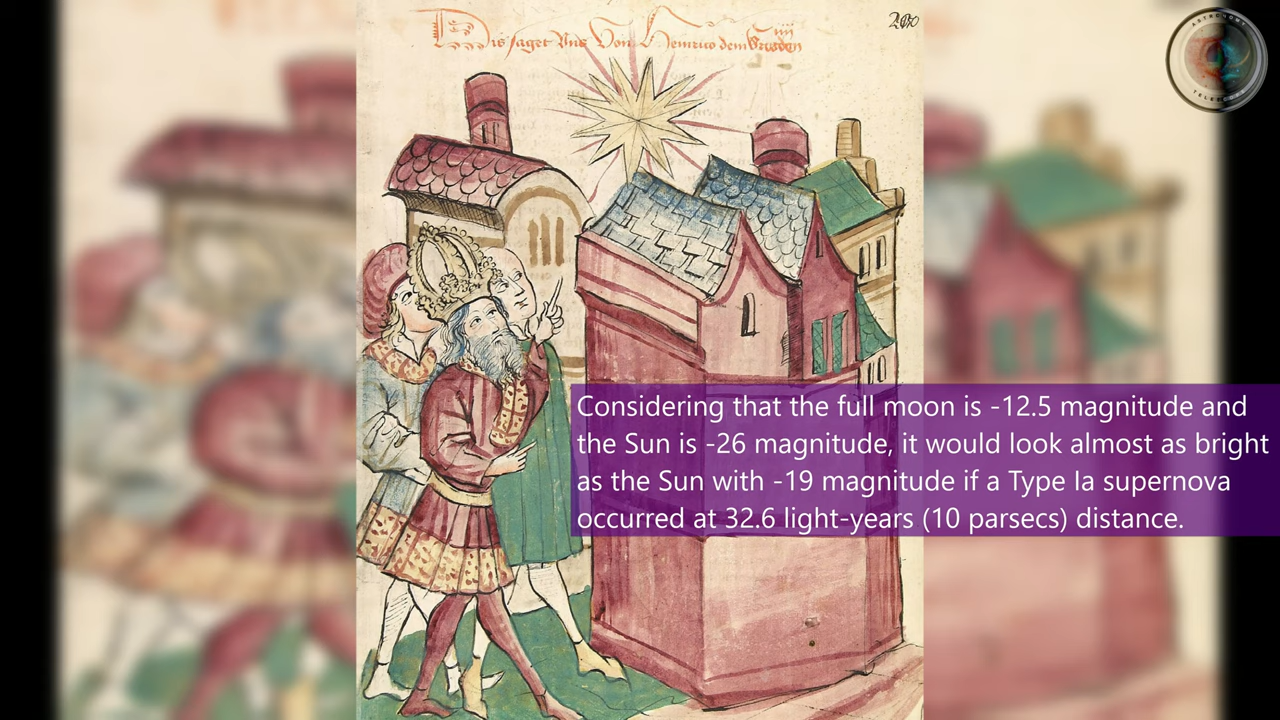 Considering that the full moon is -12.5 magnitude and
the Sun is -26 magnitude, it would look almost as bright
as the Sun with -19 magnitude if a Type Ia supernova
occurred at 32.6 light-years (10 parsecs) distance.
ASTRONOMY